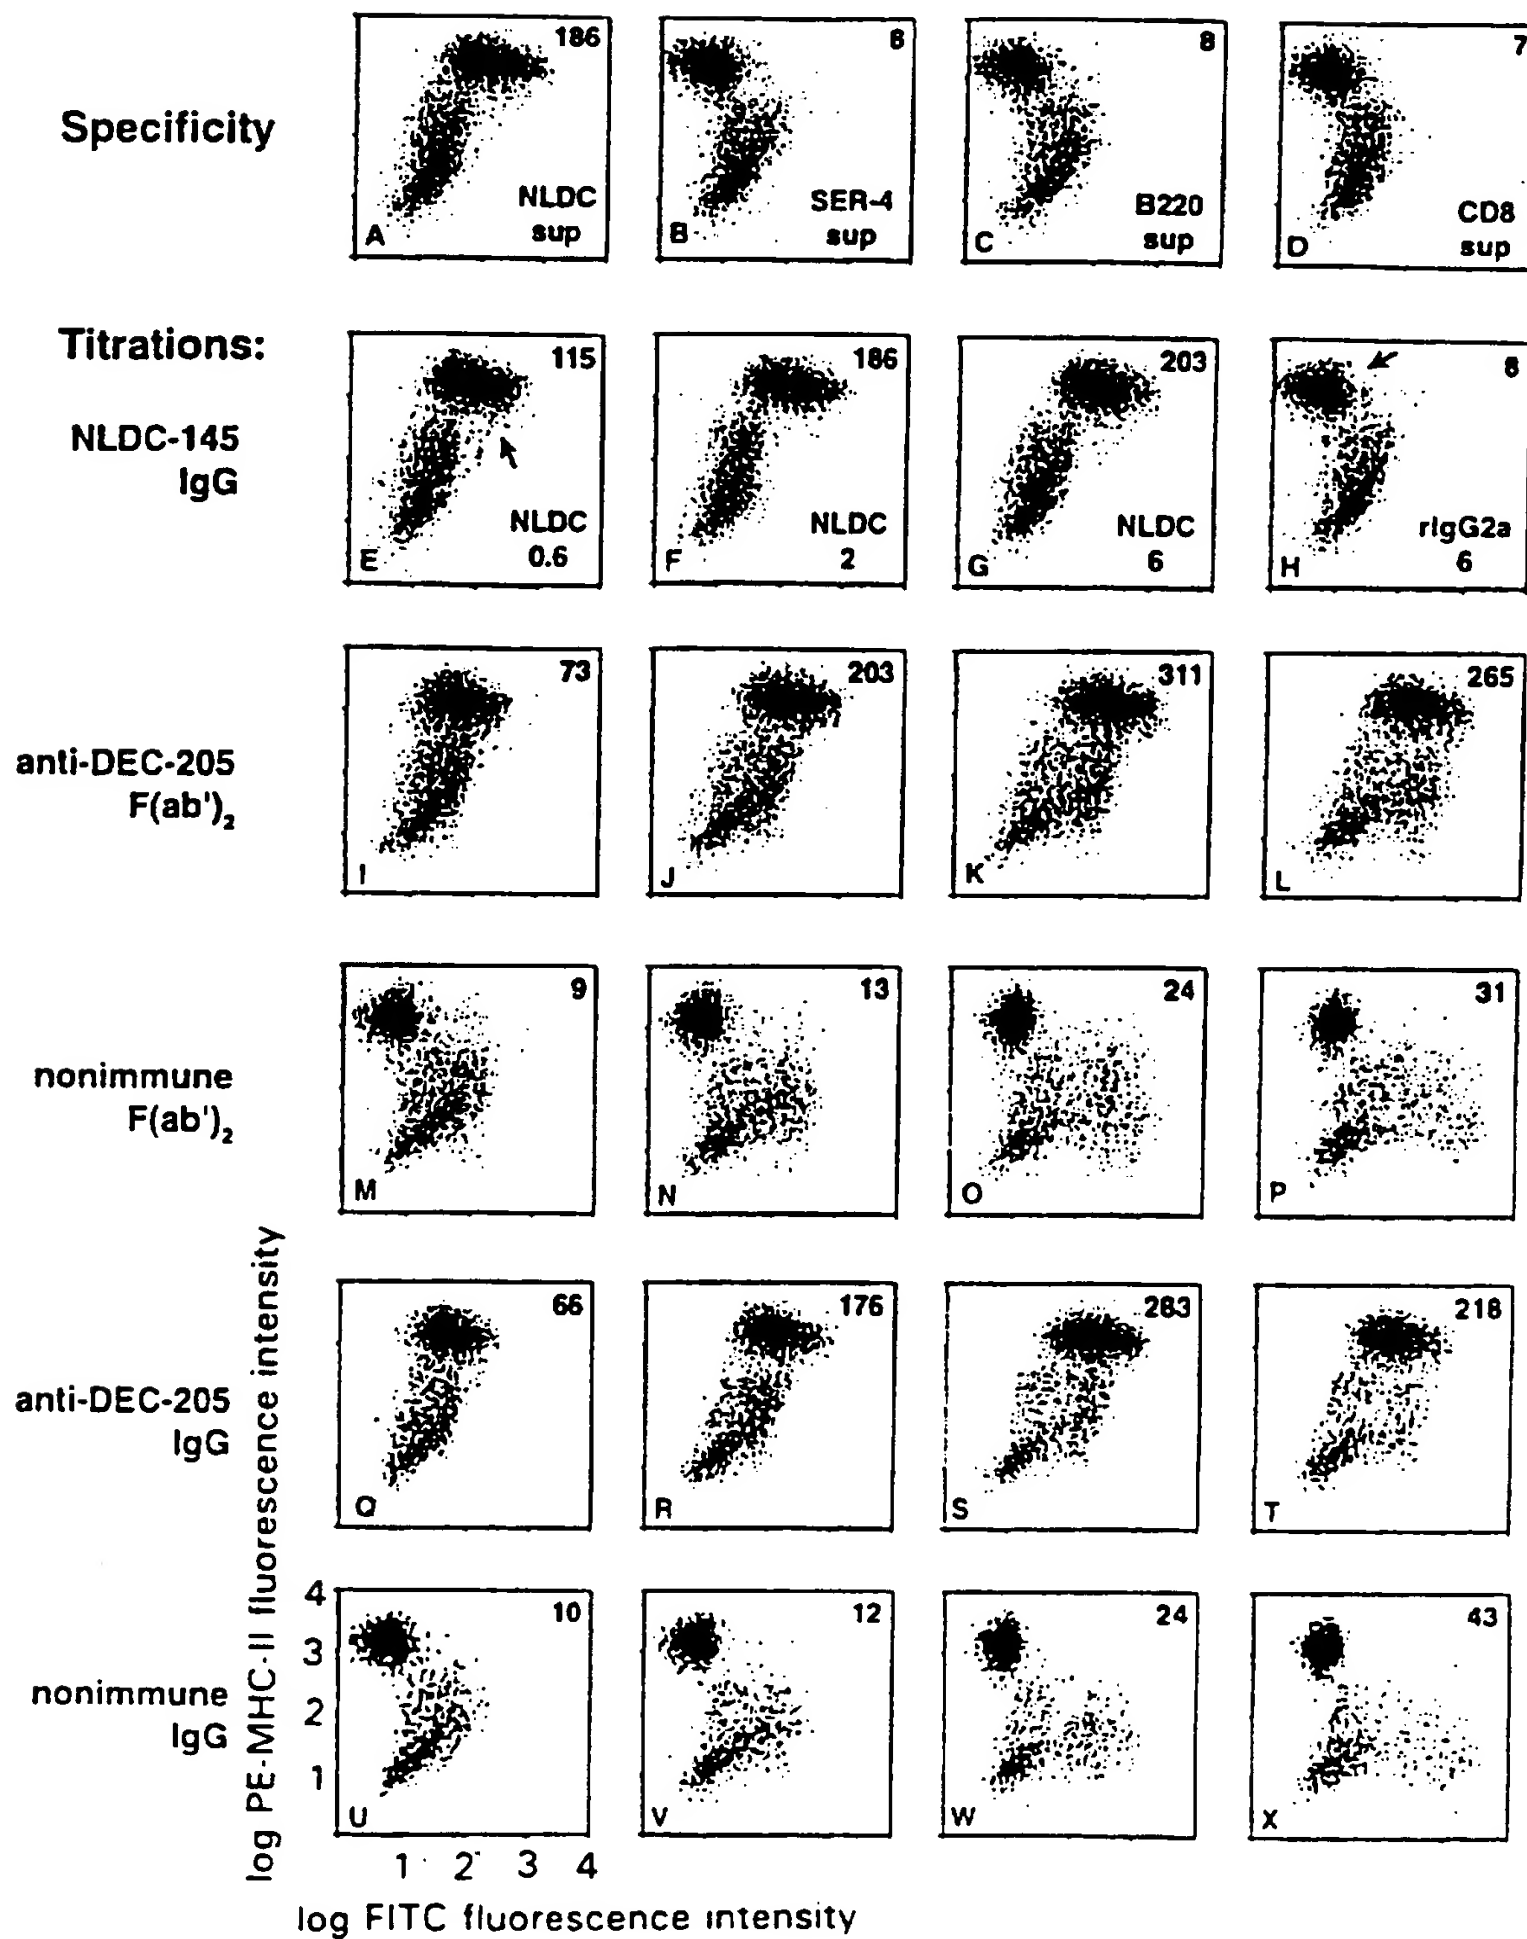 Specificity
186
NLDC
sup
A
8
SER-4
sup
B
8
B220
sup
C
7
CD8
sup
D
Titrations:
NLDC-145
IgG
115
NLDC
0.6
E
186
NLDC
2
F
203
NLDC
6
G
rIgG2a
6
H
anti-DEC-205
F(ab')₂
73
I
203
J
311
K
265
L
nonimmune
F(ab')₂
9
M
13
N
24
O
31
P
anti-DEC-205
IgG
66
Q
176
R
283
S
218
T
nonimmune
IgG
10
U
12
V
24
W
43
X
log PE-MHC-II fluorescence intensity
4
3
2
1
1 2 3 4
log FITC fluorescence intensity